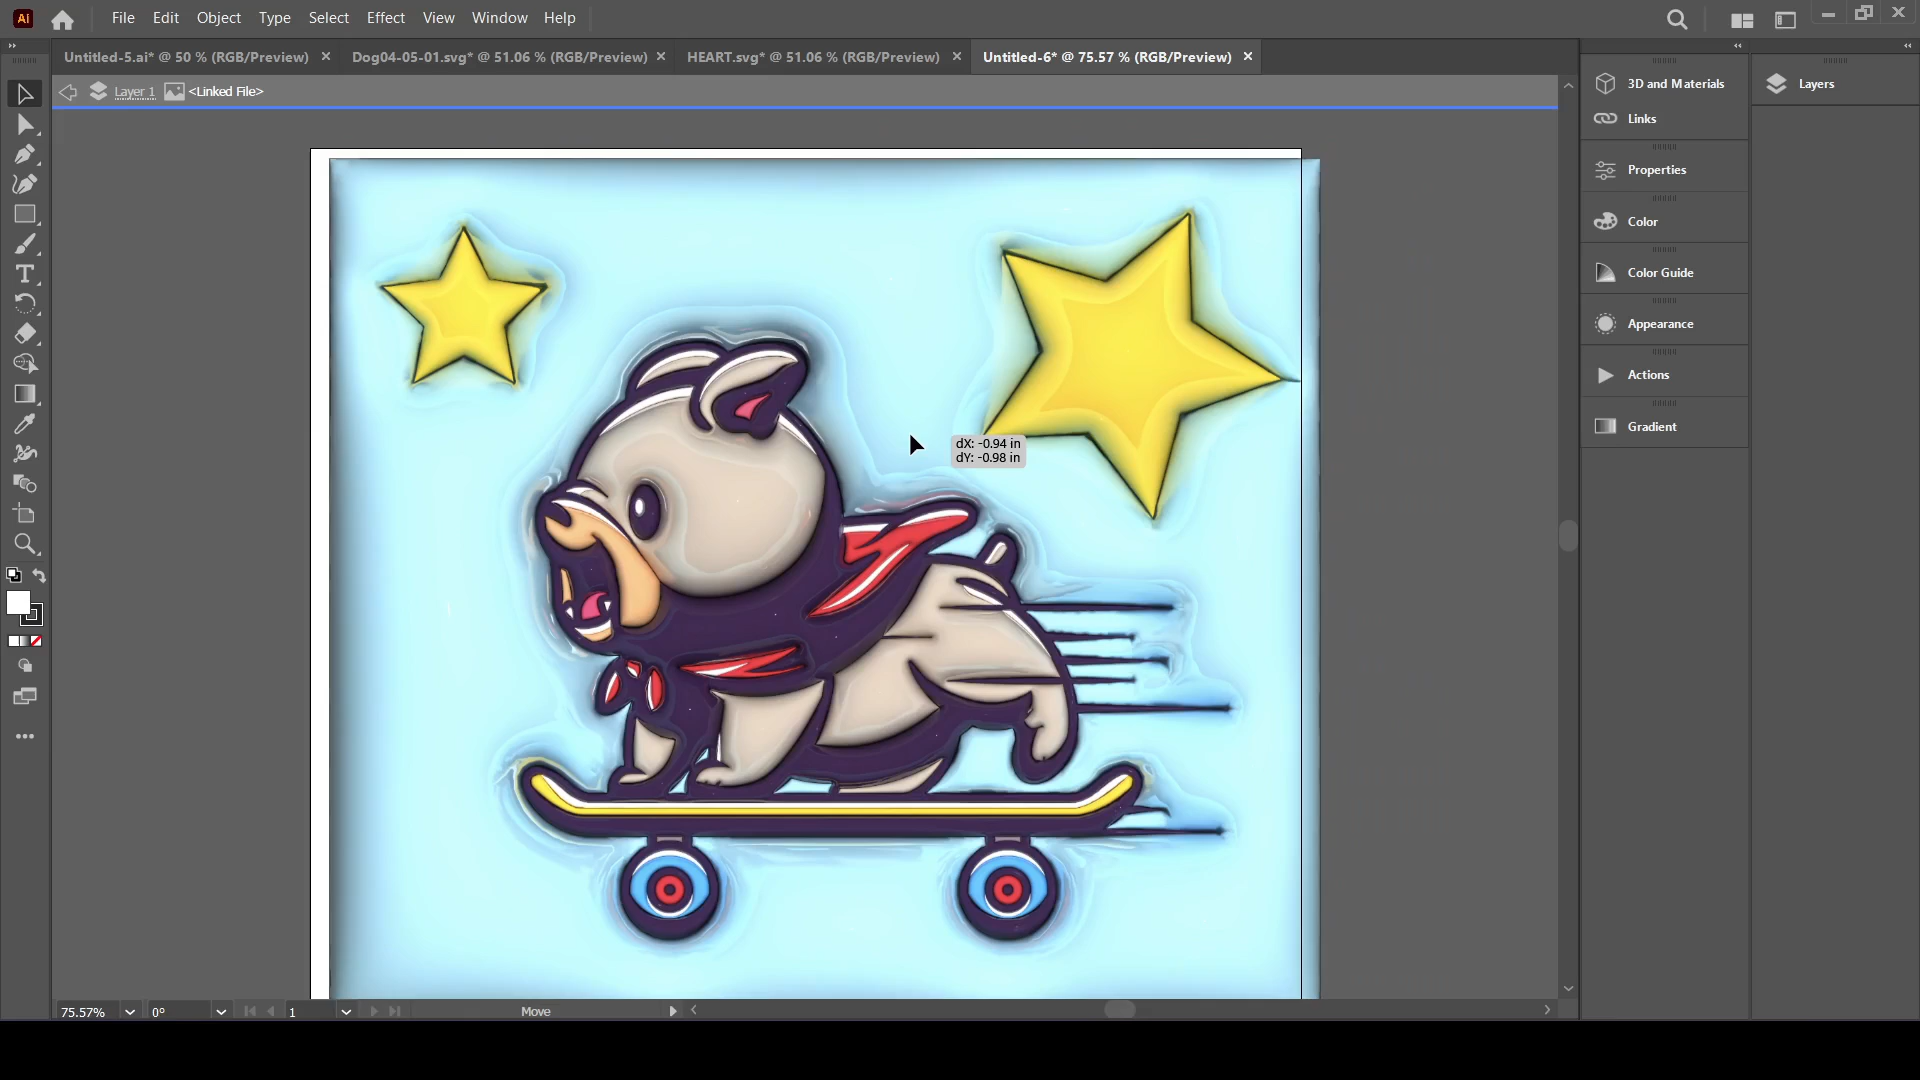 Ai
File Edit Object Type Select Effect View Window Help
Untitled-5.ai* @ 50 % (RGB/Preview)
Dog04-05-01.svg* @ 51.06 % (RGB/Preview)
HEART.svg* @ 51.06 % (RGB/Preview)
Untitled-6* @ 75.57 % (RGB/Preview)
Layer 1 <Linked File>
3D and Materials
Links
Properties
Color
Color Guide
Appearance
Actions
Gradient
Layers
dX: -0.94 in
dY: -0.98 in
75.57% 0° 1 Move